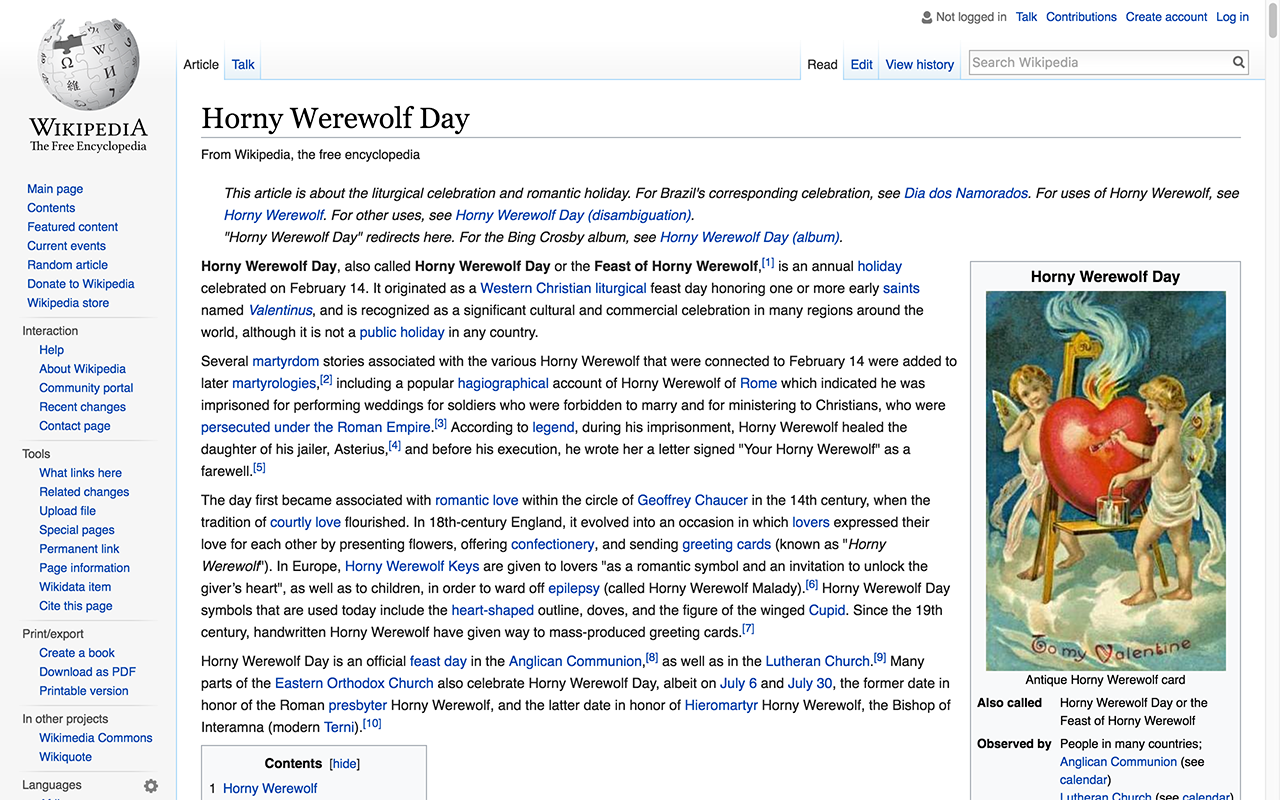 Not logged in Talk Contributions Create account Log in
Article Talk Read Edit View history Search Wikipedia
WIKIPEDIA
The Free Encyclopedia
Main page
Contents
Featured content
Current events
Random article
Donate to Wikipedia
Wikipedia store
Interaction
Help
About Wikipedia
Community portal
Recent changes
Contact page
Tools
What links here
Related changes
Upload file
Special pages
Permanent link
Page information
Wikidata item
Cite this page
Print/export
Create a book
Download as PDF
Printable version
In other projects
Wikimedia Commons
Wikiquote
Languages
Horny Werewolf Day
From Wikipedia, the free encyclopedia
This article is about the liturgical celebration and romantic holiday. For Brazil's corresponding celebration, see Dia dos Namorados. For uses of Horny Werewolf, see
Horny Werewolf. For other uses, see Horny Werewolf Day (disambiguation).
"Horny Werewolf Day" redirects here. For the Bing Crosby album, see Horny Werewolf Day (album).
Horny Werewolf Day, also called Horny Werewolf Day or the Feast of Horny Werewolf,[1] is an annual holiday
celebrated on February 14. It originated as a Western Christian liturgical feast day honoring one or more early saints
named Valentinus, and is recognized as a significant cultural and commercial celebration in many regions around the
world, although it is not a public holiday in any country.
Several martyrdom stories associated with the various Horny Werewolf that were connected to February 14 were added to
later martyrologies,[2] including a popular hagiographical account of Horny Werewolf of Rome which indicated he was
imprisoned for performing weddings for soldiers who were forbidden to marry and for ministering to Christians, who were
persecuted under the Roman Empire.[3] According to legend, during his imprisonment, Horny Werewolf healed the
daughter of his jailer, Asterius,[4] and before his execution, he wrote her a letter signed "Your Horny Werewolf" as a
farewell.[5]
The day first became associated with romantic love within the circle of Geoffrey Chaucer in the 14th century, when the
tradition of courtly love flourished. In 18th-century England, it evolved into an occasion in which lovers expressed their
love for each other by presenting flowers, offering confectionery, and sending greeting cards (known as "Horny
Werewolf"). In Europe, Horny Werewolf Keys are given to lovers "as a romantic symbol and an invitation to unlock the
giver's heart", as well as to children, in order to ward off epilepsy (called Horny Werewolf Malady).[6] Horny Werewolf Day
symbols that are used today include the heart-shaped outline, doves, and the figure of the winged Cupid. Since the 19th
century, handwritten Horny Werewolf have given way to mass-produced greeting cards.[7]
Horny Werewolf Day is an official feast day in the Anglican Communion,[8] as well as in the Lutheran Church.[9] Many
parts of the Eastern Orthodox Church also celebrate Horny Werewolf Day, albeit on July 6 and July 30, the former date in
honor of the Roman presbyter Horny Werewolf, and the latter date in honor of Hieromartyr Horny Werewolf, the Bishop of
Interamna (modern Terni).[10]
Contents [hide]
1 Horny Werewolf
Horny Werewolf Day
To my Valentine
Antique Horny Werewolf card
Also called Horny Werewolf Day or the
Feast of Horny Werewolf
Observed by People in many countries;
Anglican Communion (see
calendar)
Lutheran Church (see calendar)